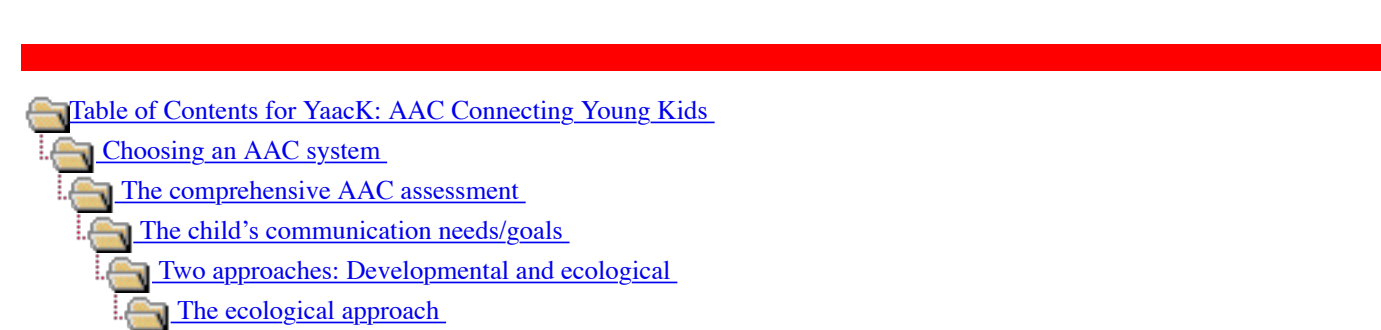 Table of Contents for YaacK: AAC Connecting Young Kids
Choosing an AAC system
The comprehensive AAC assessment
The child’s communication needs/goals
Two approaches: Developmental and ecological
The ecological approach